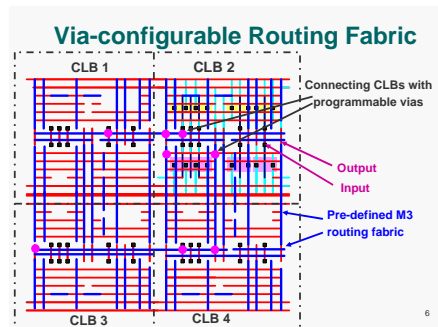 Via-configurable Routing Fabric
CLB 1
CLB 2
Connecting CLBs with
programmable vias
Output
Input
Pre-defined M3
routing fabric
CLB 3
CLB 4
6